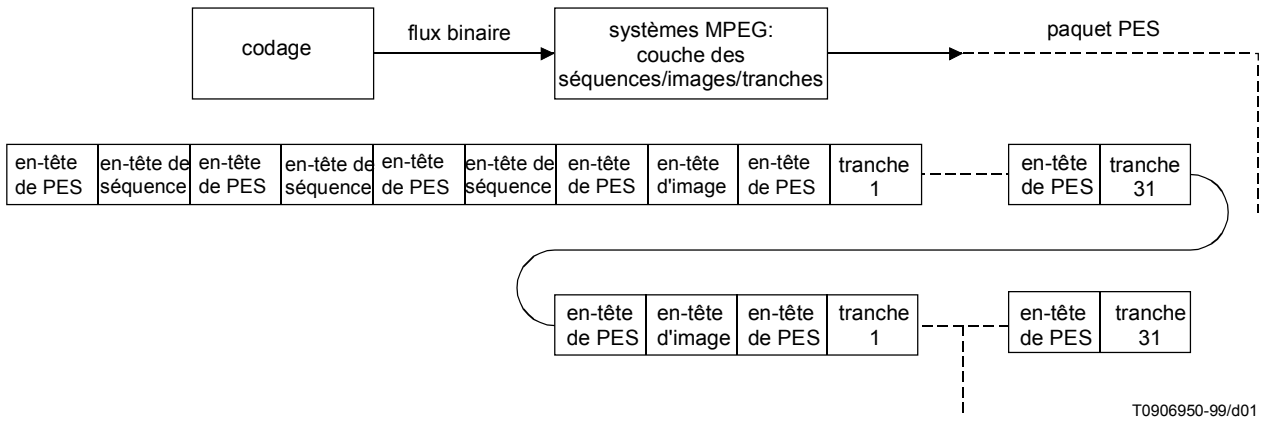 codage
flux binaire
systèmes MPEG:
couche des
séquences/images/tranches
paquet PES
en-tête
de PES
en-tête de
séquence
en-tête
de PES
en-tête de
séquence
en-tête
de PES
en-tête de
séquence
en-tête
de PES
en-tête
d'image
en-tête
de PES
tranche
1
en-tête
de PES
tranche
31
en-tête
de PES
en-tête
d'image
en-tête
de PES
tranche
1
en-tête
de PES
tranche
31
T0906950-99/d01